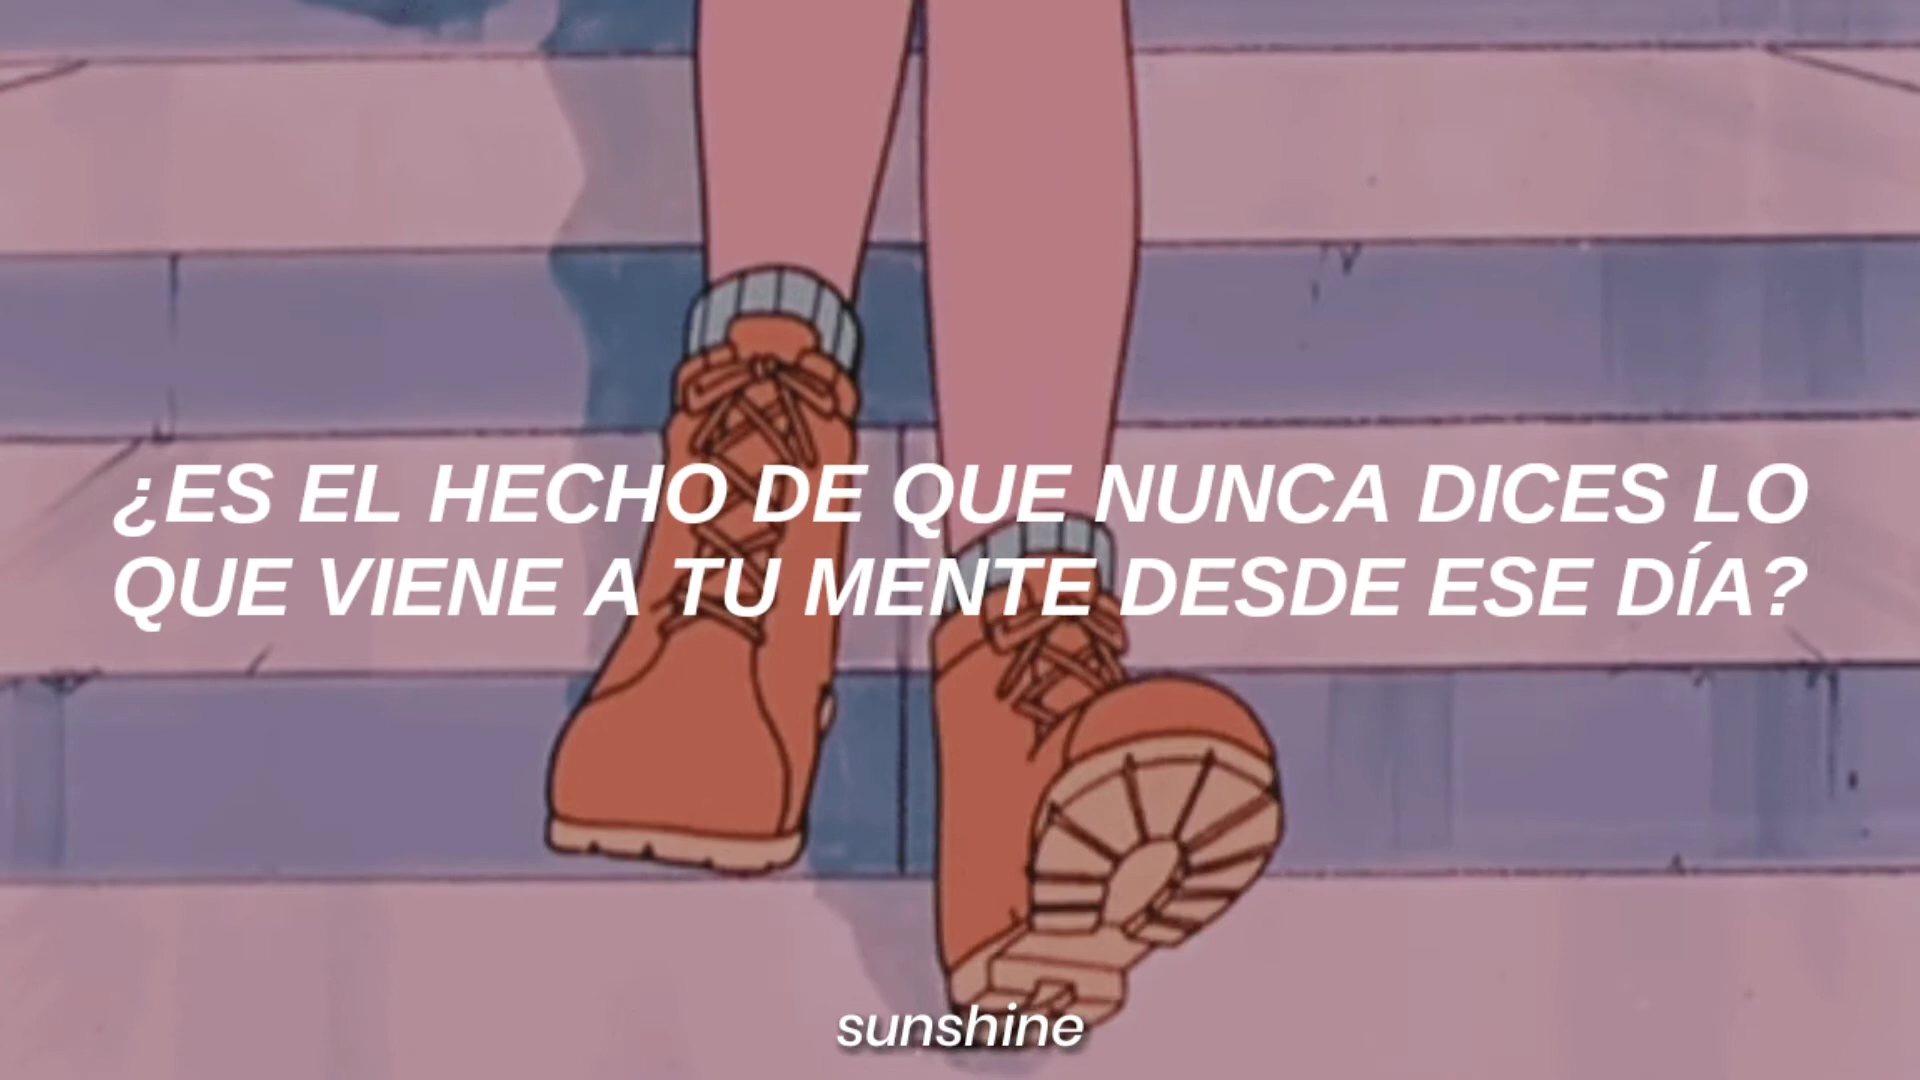 ¿ES EL HECHO DE QUE NUNCA DICES LO
QUE VIENE A TU MENTE DESDE ESE DÍA?
sunshine